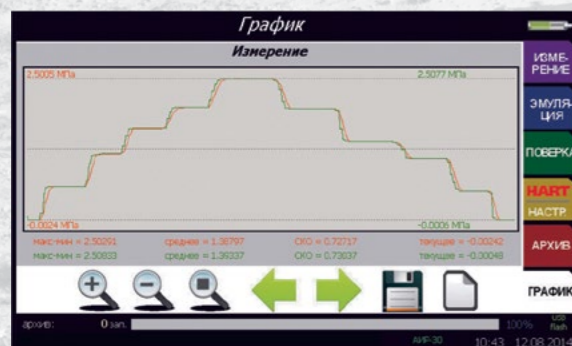 График
Измерение
ИЗМЕ-
РЕНИЕ
2.5005 МПа 2.5077 МПа
ЭМУЛЯ-
ЦИЯ
ПОВЕРКА
HART
НАСТР.
-0.0024 МПа -0.0006 МПа
макс-мин = 2.50291 среднее = 1.38797 СКО = 0.72717 текущее = -0.00242
макс-мин = 2.50833 среднее = 1.39337 СКО = 0.73037 текущее = -0.00048
АРХИВ
ГРАФИК
архив: 0 зап. 100% USB
flash
АИР-30 10:43 12.08.2014